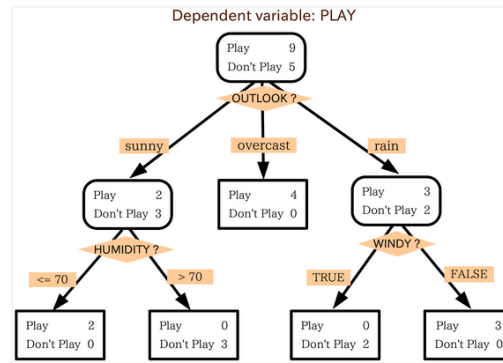 Dependent variable: PLAY
Play 9
Don't Play 5
OUTLOOK ?
sunny
overcast
rain
Play 2
Don't Play 3
Play 4
Don't Play 0
Play 3
Don't Play 2
HUMIDITY ?
WINDY ?
<= 70
> 70
TRUE
FALSE
Play 2
Don't Play 0
Play 0
Don't Play 3
Play 0
Don't Play 2
Play 3
Don't Play 0